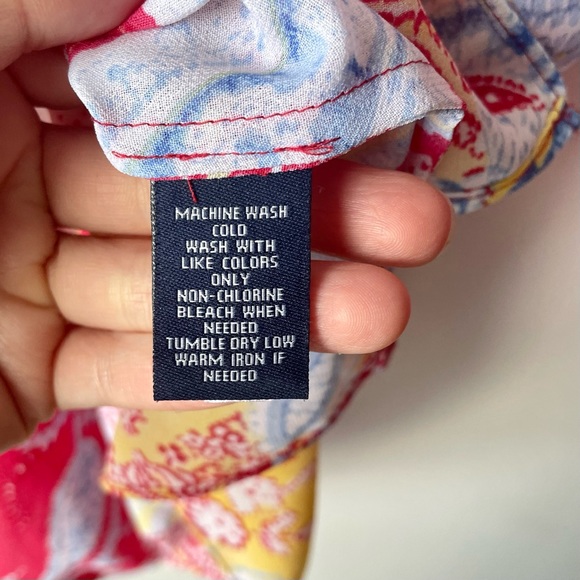 MACHINE WASH
COLD
WASH WITH
LIKE COLORS
ONLY
NON-CHLORINE
BLEACH WHEN
NEEDED
TUMBLE DRY LOW
WARM IRON IF
NEEDED